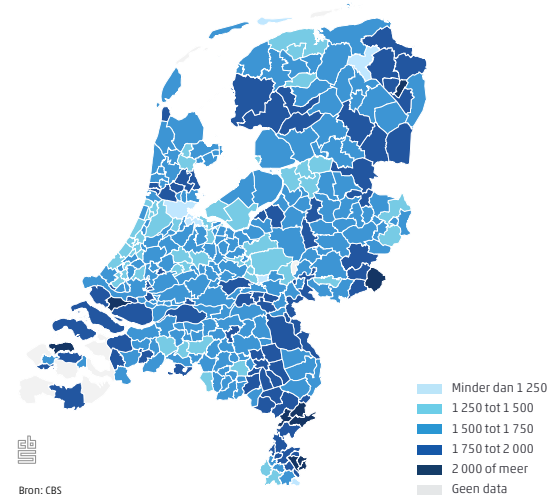 Minder dan 1 250
1 250 tot 1 500
1 500 tot 1 750
1 750 tot 2 000
2 000 of meer
Geen data
Bron: CBS